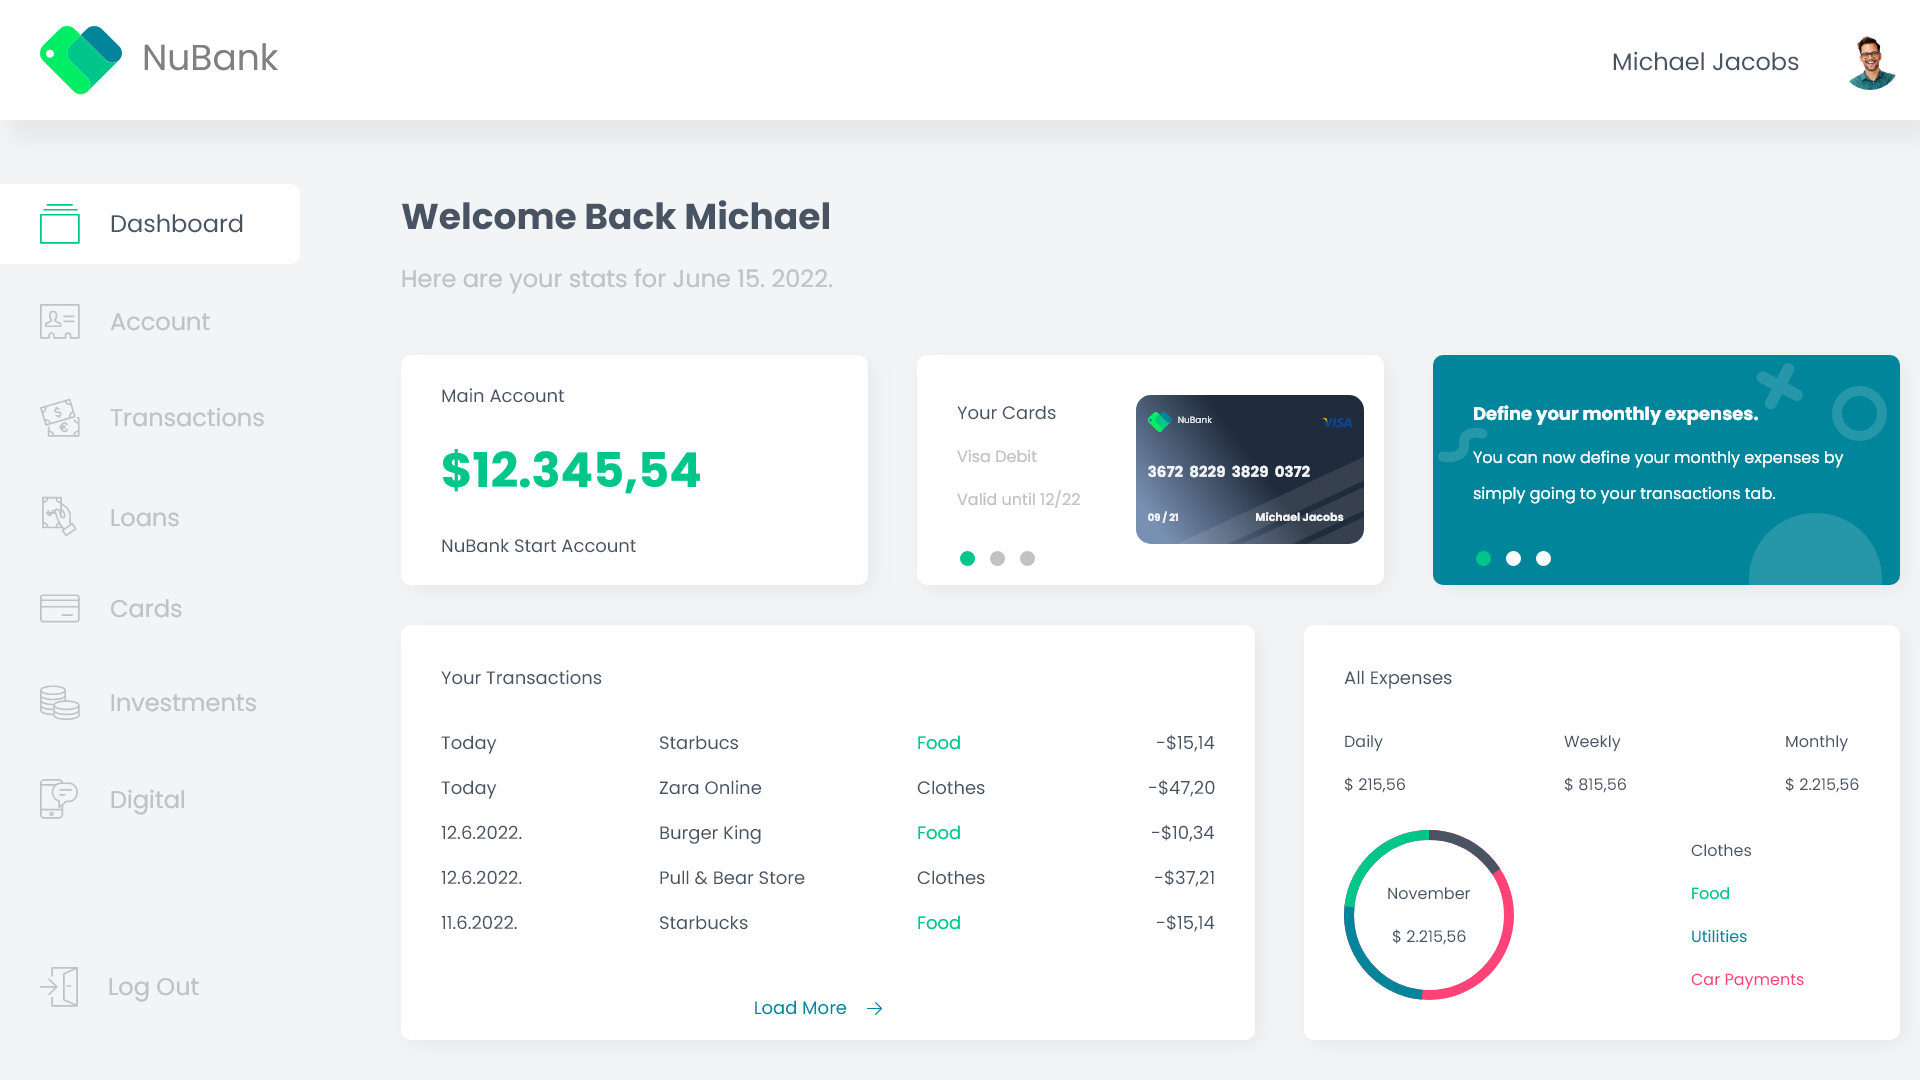 NuBank
Michael Jacobs
Dashboard
Account
Transactions
Loans
Cards
Investments
Digital
Log Out
Welcome Back Michael
Here are your stats for June 15. 2022.
Main Account
$12.345,54
NuBank Start Account
Your Cards
Visa Debit
Valid until 12/22
NuBank
VISA
3672 8229 3829 0372
09 / 21
Michael Jacobs
Define your monthly expenses.
You can now define your monthly expenses by
simply going to your transactions tab.
Your Transactions
Today Starbucs Food -$15,14
Today Zara Online Clothes -$47,20
12.6.2022. Burger King Food -$10,34
12.6.2022. Pull & Bear Store Clothes -$37,21
11.6.2022. Starbucks Food -$15,14
Load More
All Expenses
Daily Weekly Monthly
$ 215,56 $ 815,56 $ 2.215,56
November
$ 2.215,56
Clothes
Food
Utilities
Car Payments